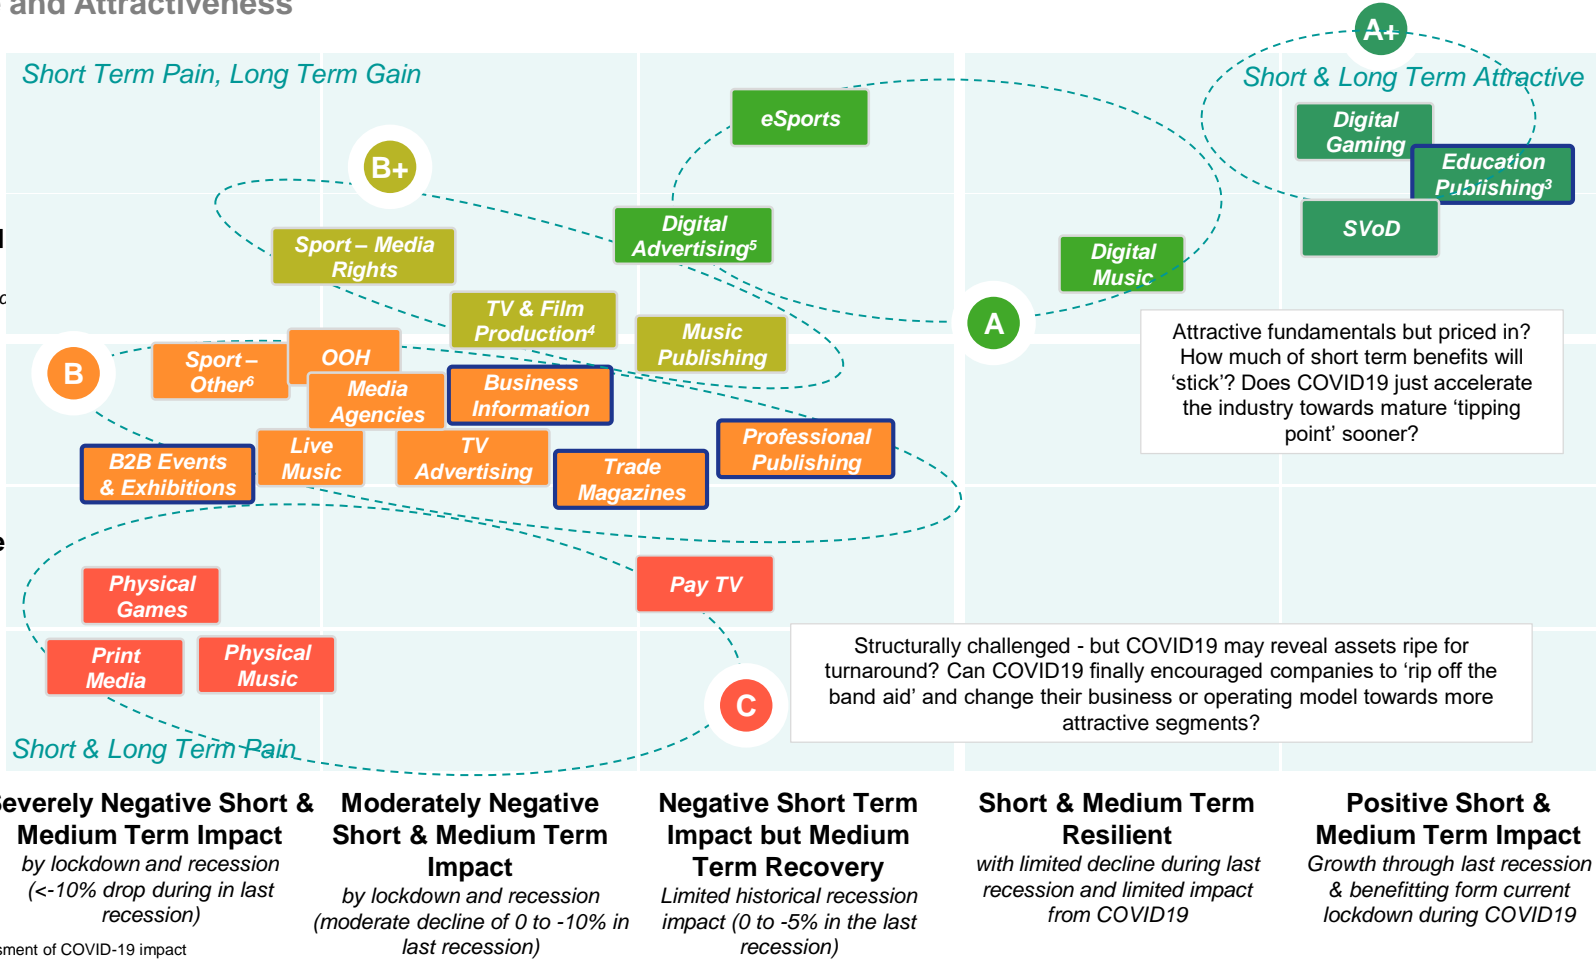 and Attractiveness
A+
Short Term Pain, Long Term Gain
Short & Long Term Attractive
eSports
Digital
Gaming
Education
Publishing³
B+
SVoD
Digital
Advertising⁵
Sport – Media
Rights
Digital
Music
TV & Film
Production⁴
Music
Publishing
A
Attractive fundamentals but priced in?
How much of short term benefits will
‘stick’? Does COVID19 just accelerate
the industry towards mature ‘tipping
point’ sooner?
B
Sport –
Other⁶
OOH
Media
Agencies
Business
Information
Professional
Publishing
B2B Events
& Exhibitions
Live
Music
TV
Advertising
Trade
Magazines
Physical
Games
Pay TV
Print
Media
Physical
Music
C
Structurally challenged - but COVID19 may reveal assets ripe for
turnaround? Can COVID19 finally encouraged companies to ‘rip off the
band aid’ and change their business or operating model towards more
attractive segments?
Short & Long Term Pain
Severely Negative Short &
Medium Term Impact
by lockdown and recession
(<-10% drop during in last
recession)
Moderately Negative
Short & Medium Term
Impact
by lockdown and recession
(moderate decline of 0 to -10% in
last recession)
Negative Short Term
Impact but Medium
Term Recovery
Limited historical recession
impact (0 to -5% in the last
recession)
Short & Medium Term
Resilient
with limited decline during last
recession and limited impact
from COVID19
Positive Short &
Medium Term Impact
Growth through last recession
& benefitting form current
lockdown during COVID19
of COVID-19 impact